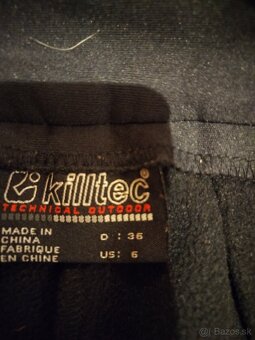 killtec®
TECHNICAL OUTDOOR
MADE IN
CHINA
FABRIQUE
EN CHINE
D : 36
US: 6
Bazos.sk